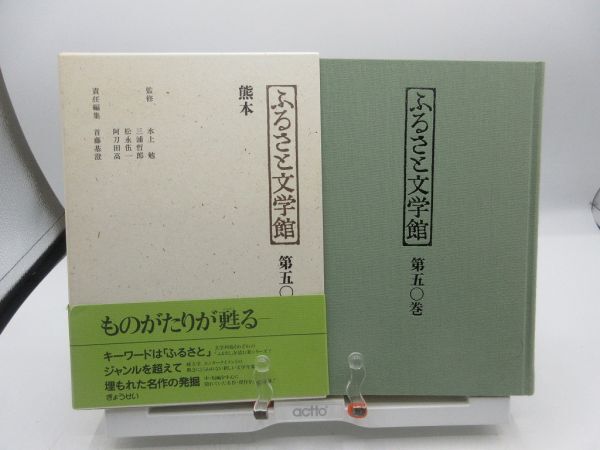 ふるさと文学館
第五〇
熊本
監修
水上 勉
三浦哲郎
松永伍一
阿刀田高
責任編集
首藤基澄
ものがたりが甦る
キーワードは「ふるさと」
ジャンルを超えて
埋もれた名作の発掘
ぎょうせい
ふるさと文学館
第五〇巻
actto